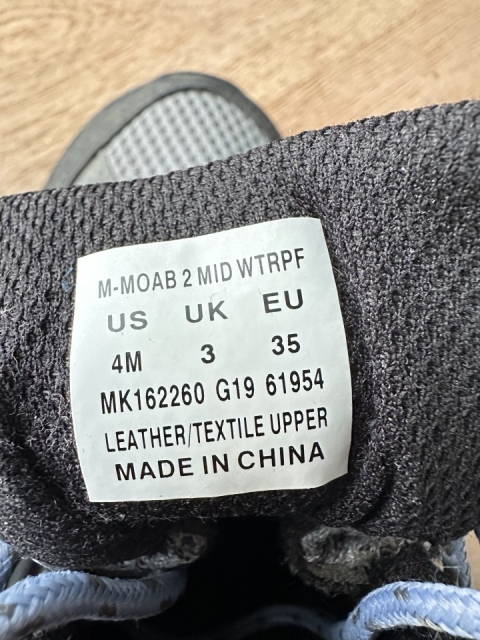 M-MOAB 2 MID WTRPF
US UK EU
4M 3 35
MK162260 G19 61954
LEATHER/TEXTILE UPPER
MADE IN CHINA